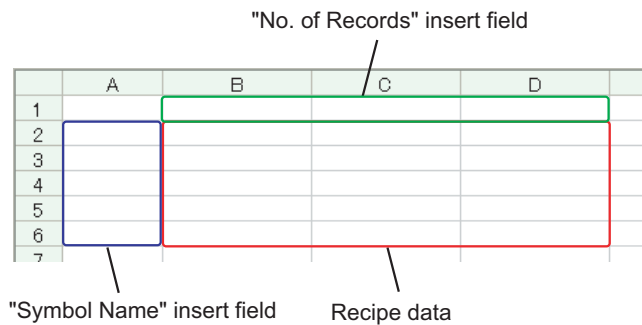 "No. of Records" insert field
A B C D
1
2
3
4
5
6
7
"Symbol Name" insert field Recipe data